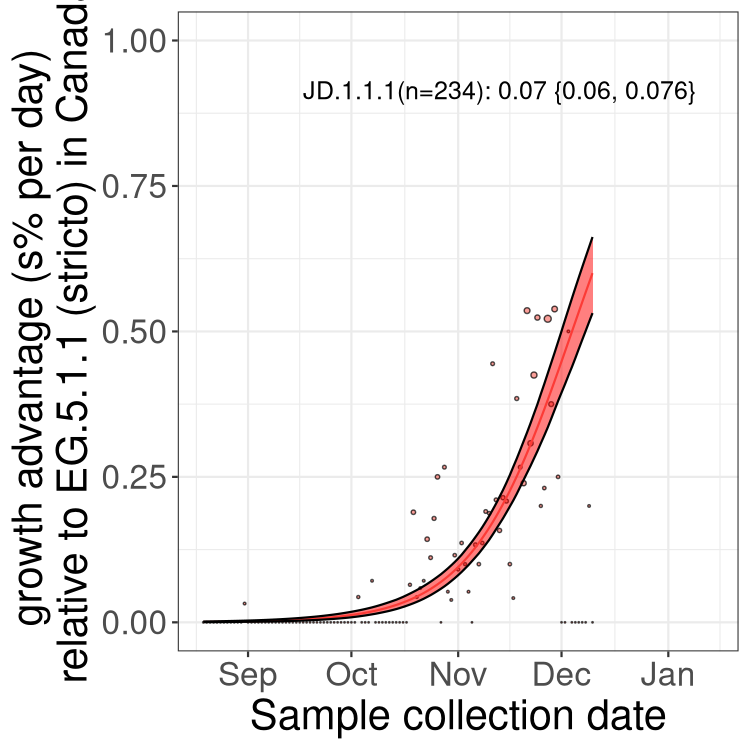 growth advantage (s% per day)
relative to EG.5.1.1 (stricto) in Canada
1.00
0.75
0.50
0.25
0.00
JD.1.1.1(n=234): 0.07 {0.06, 0.076}
Sep Oct Nov Dec Jan
Sample collection date